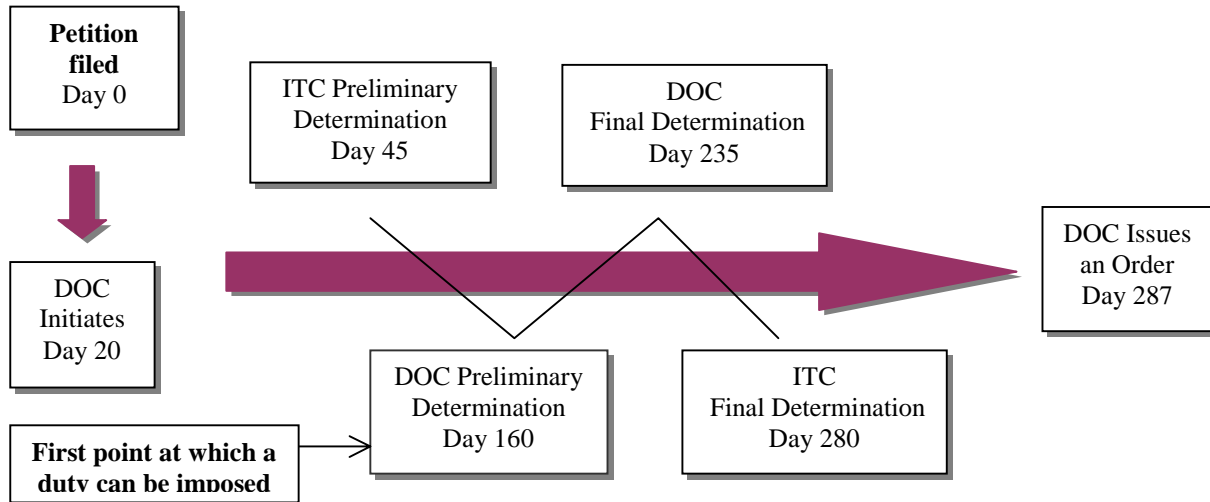 Petition
filed
Day 0
DOC
Initiates
Day 20
ITC Preliminary
Determination
Day 45
DOC Preliminary
Determination
Day 160
First point at which a
duty can be imposed
DOC
Final Determination
Day 235
ITC
Final Determination
Day 280
DOC Issues
an Order
Day 287